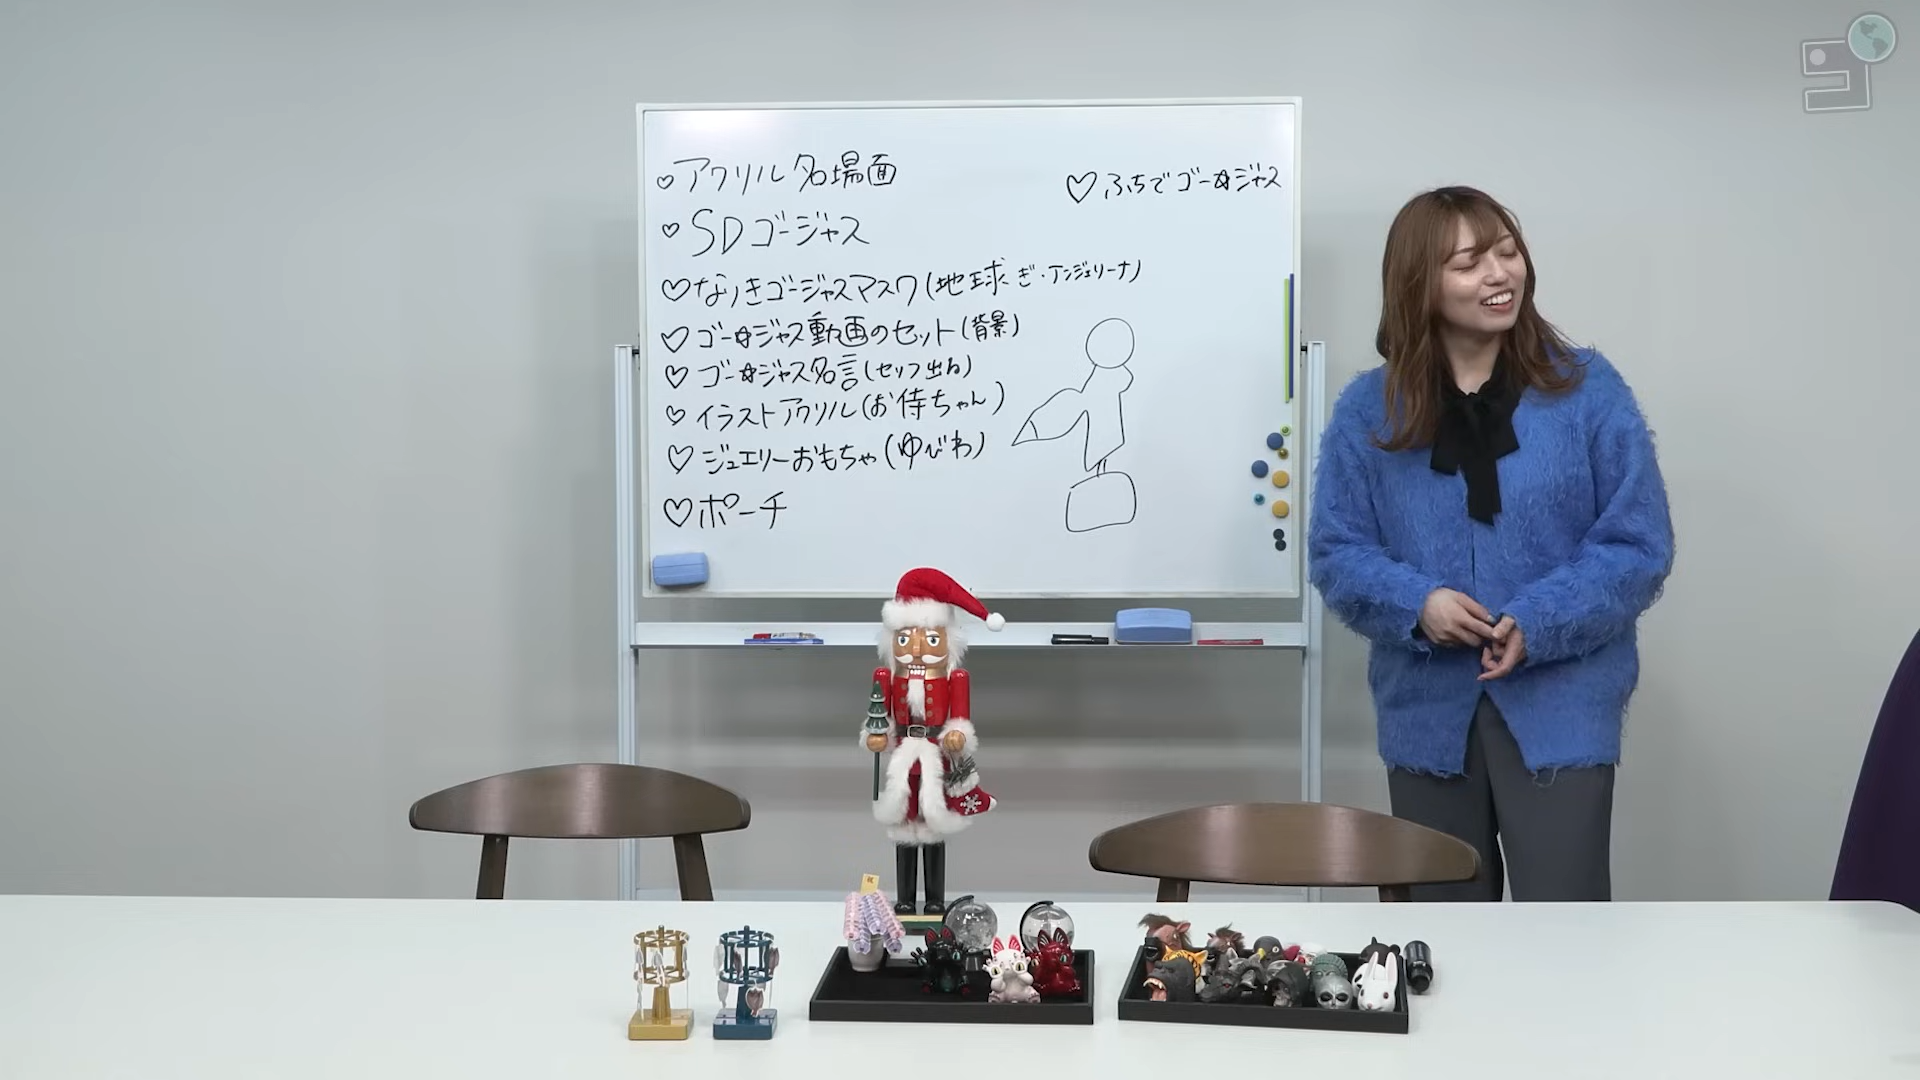 ♡アクリル名場面
♡SDゴージャス
♡なりきゴージャスマスク(地球ぎ・アンジェリーナ)
♡ゴー☆ジャス動画のセット(背景)
♡ゴー☆ジャス名言(セリフ出る)
♡イラストアクリル(お侍ちゃん)
♡ジュエリーおもちゃ(ゆびわ)
♡ポーチ
♡ふちでゴー☆ジャス